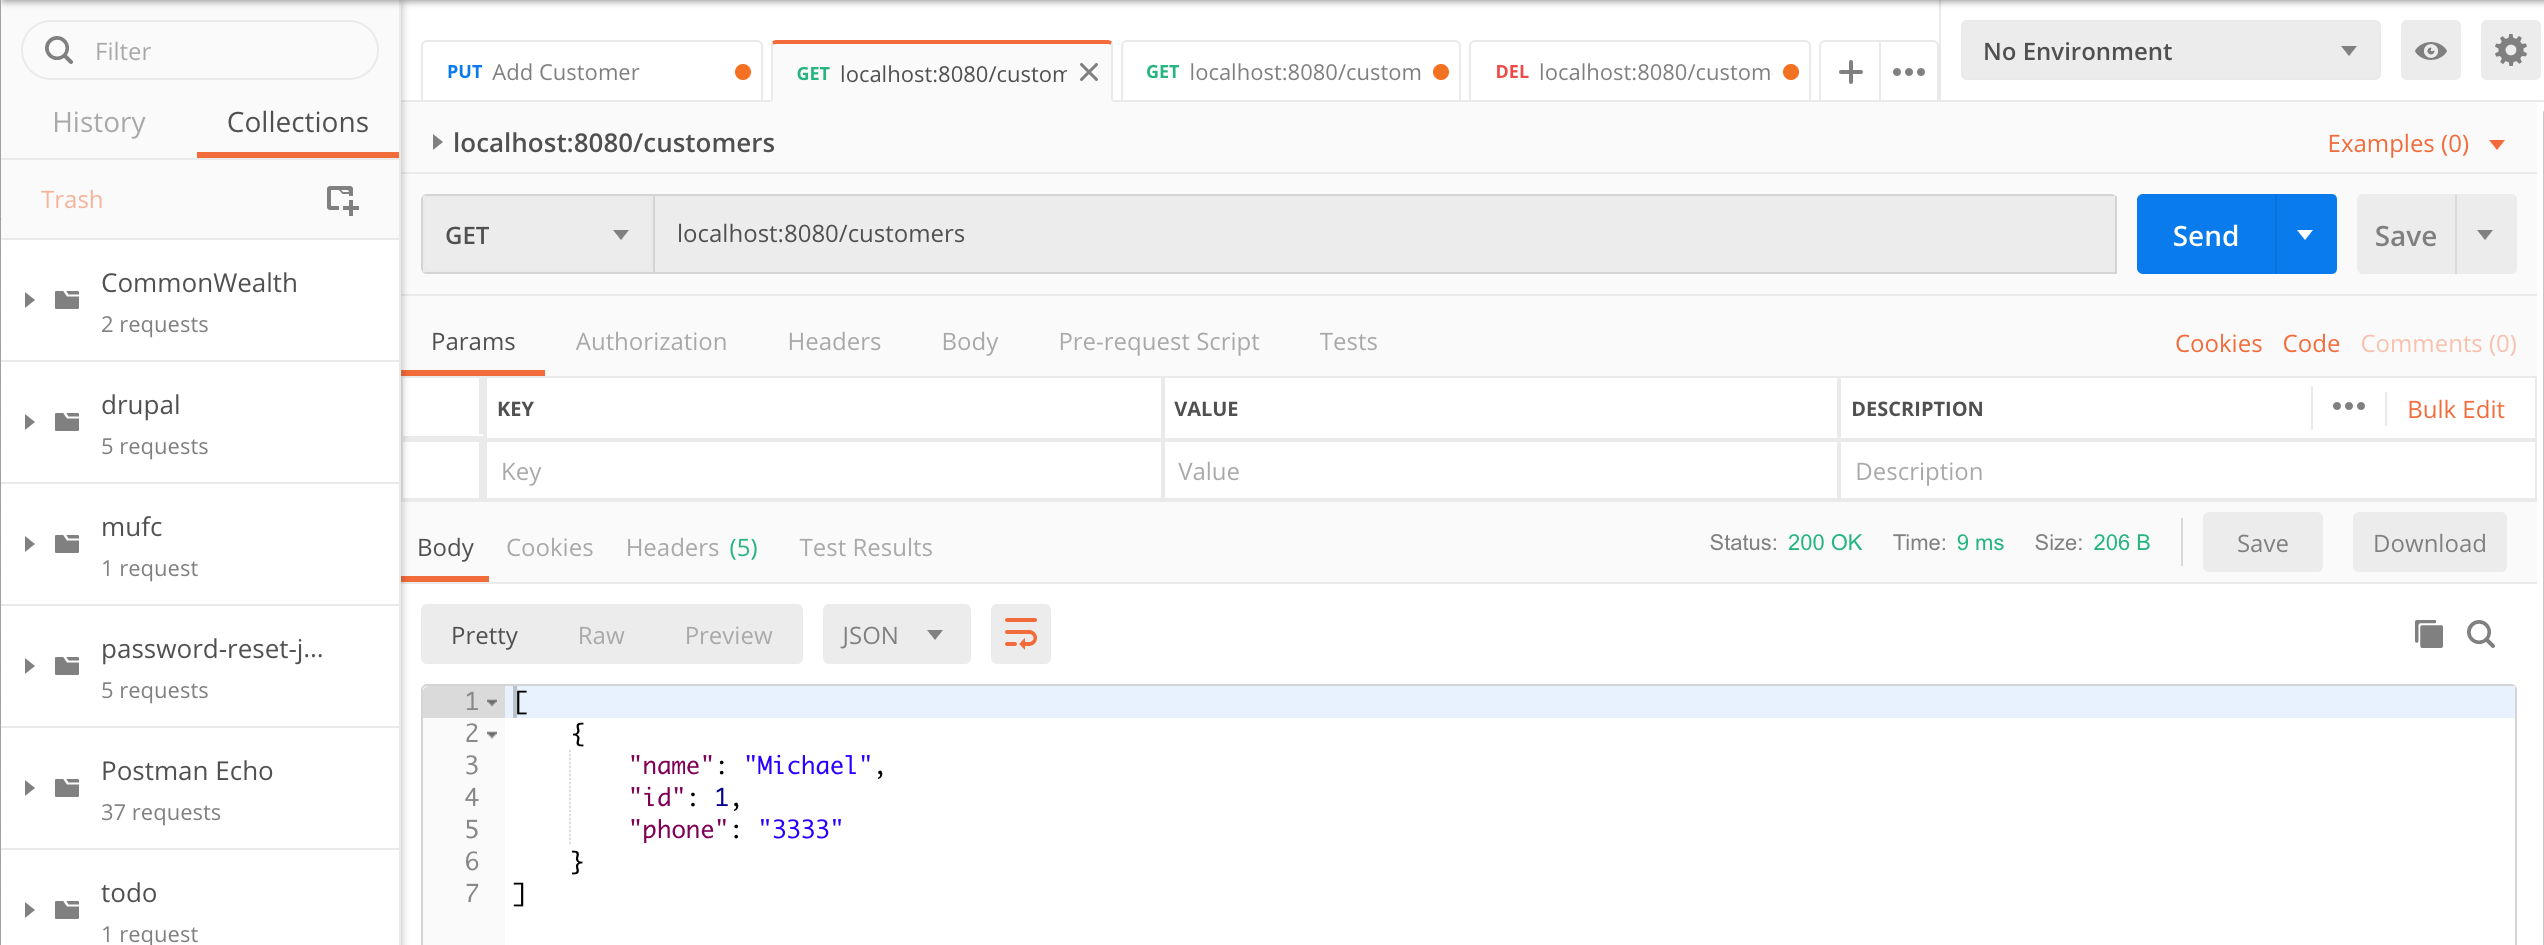 Filter
History Collections
Trash
CommonWealth
2 requests
drupal
5 requests
mufc
1 request
password-reset-j...
5 requests
Postman Echo
37 requests
todo
1 request
PUT Add Customer
GET localhost:8080/custom
GET localhost:8080/custom
DEL localhost:8080/custom
No Environment
localhost:8080/customers
Examples (0)
GET localhost:8080/customers
Send Save
Params Authorization Headers Body Pre-request Script Tests
Cookies Code Comments (0)
KEY VALUE DESCRIPTION Bulk Edit
Key Value Description
Body Cookies Headers (5) Test Results
Status: 200 OK Time: 9 ms Size: 206 B Save Download
Pretty Raw Preview JSON
1 [
2 {
3 "name": "Michael",
4 "id": 1,
5 "phone": "3333"
6 }
7 ]